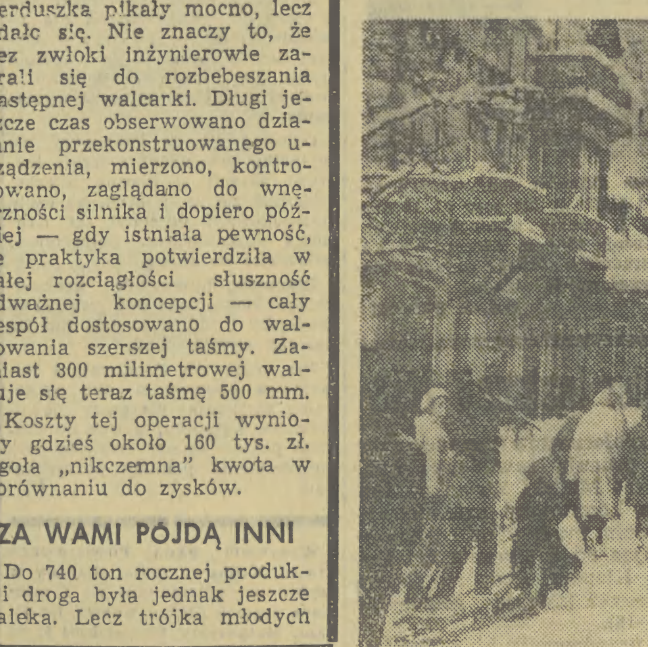 erduszka pikały mocno, lecz
dało się. Nie znaczy to, że
ez zwłoki inżynierowie za-
rali się do rozbebeszania
astępnej walcarki. Długi je-
zcze czas obserwowano dzia-
anie przekonstruowanego u-
ządzenia, mierzono, kontro-
owano, zaglądano do wnę-
rzności silnika i dopiero póź-
iej — gdy istniała pewność,
e praktyka potwierdziła w
ałej rozciągłości słuszność
dważnej koncepcji — cały
espół dostosowano do wal-
owania szerszej taśmy. Za-
iast 300 milimetrowej wal-
uje się teraz taśmę 500 mm.
Koszty tej operacji wynio-
y gdzieś około 160 tys. zł.
goła „nikczemna" kwota w
orównaniu do zysków.
ZA WAMI PÓJDĄ INNI
Do 740 ton rocznej produk-
i droga była jednak jeszcze
aleka. Lecz trójka młodych